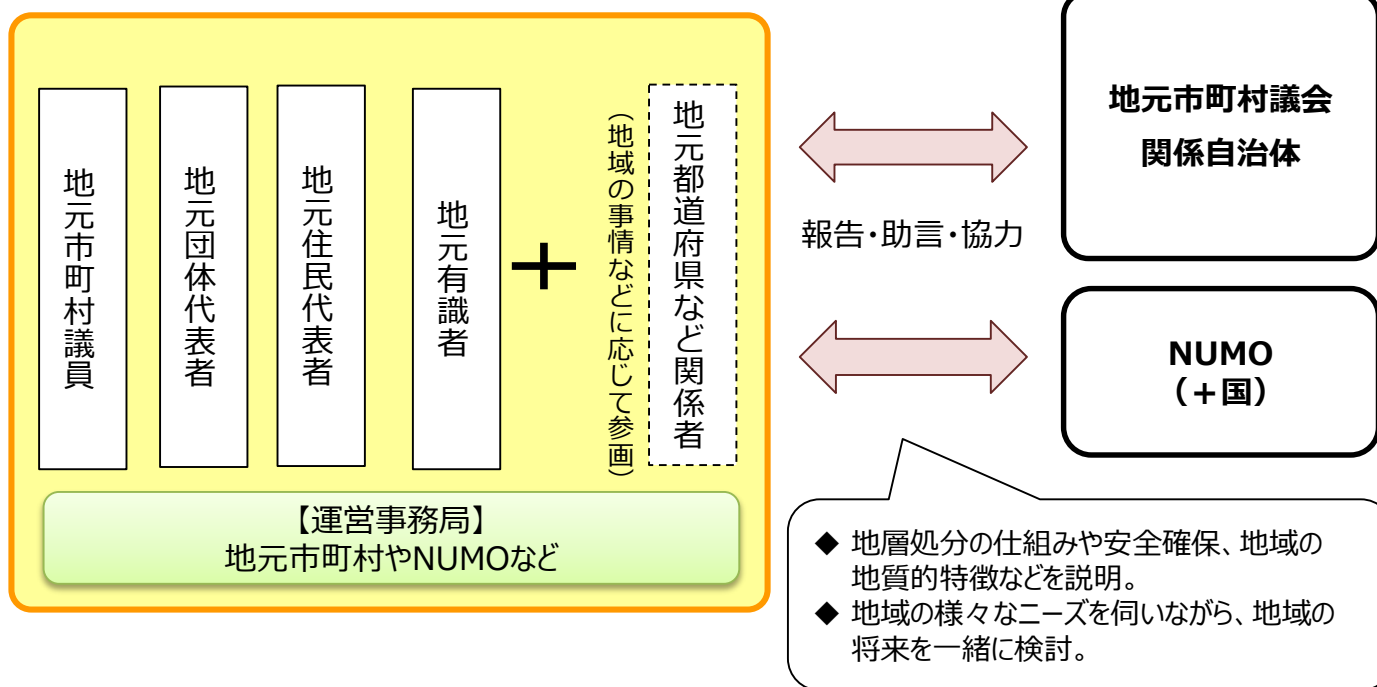 地元市町村議員
地元団体代表者
地元住民代表者
地元有識者
＋
（地域の事情などに応じて参画）
地元都道府県など関係者
【運営事務局】
地元市町村やNUMOなど
報告・助言・協力
地元市町村議会
関係自治体
NUMO
（＋国）
◆ 地層処分の仕組みや安全確保、地域の
地質的特徴などを説明。
◆ 地域の様々なニーズを伺いながら、地域の
将来を一緒に検討。